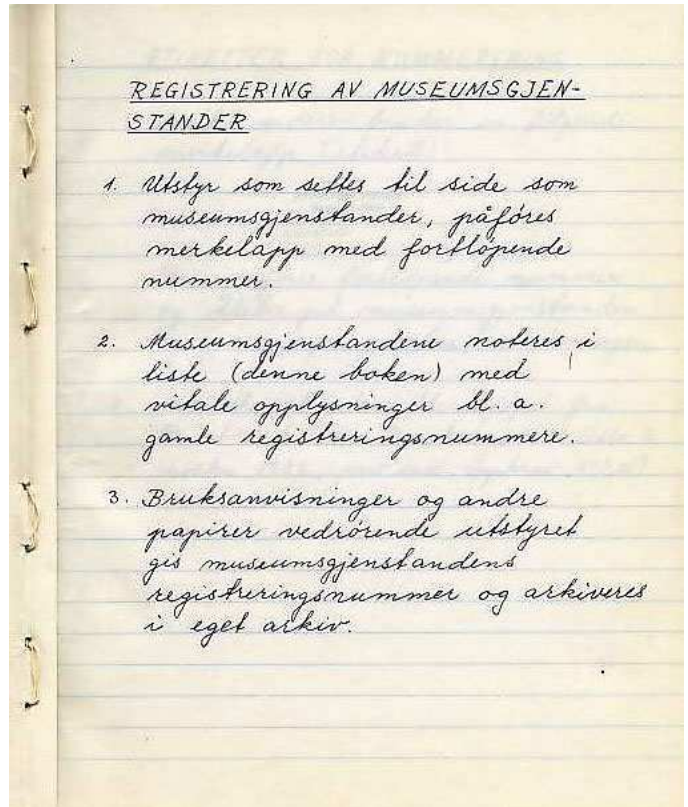 REGISTRERING AV MUSEUMSGJEN-
STANDER
1. Utstyr som settes til side som
museumsgjenstander, påføres
merkelapp med fortløpende
nummer.
2. Museumsgjenstandene noteres i
liste (denne boken) med
vitale opplysninger bl. a.
gamle registreringsnummere.
3. Bruksanvisninger og andre
papirer vedrørende utstyret
gis museumsgjenstandens
registreringsnummer og arkiveres
i eget arkiv.